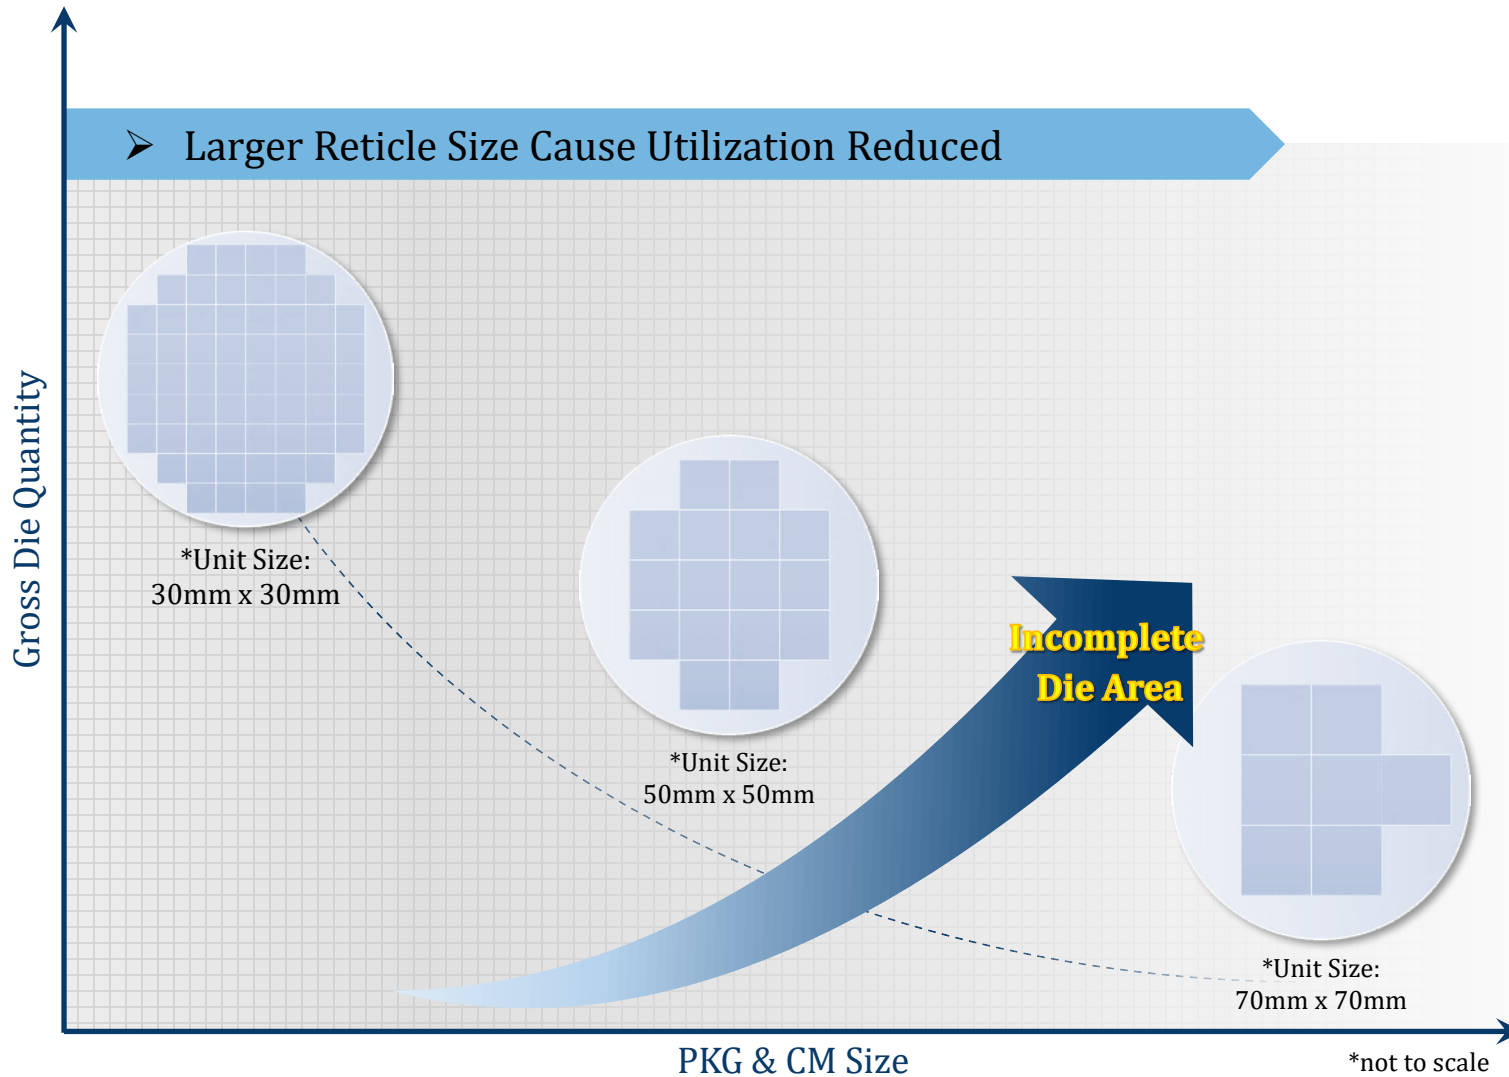 ➢ Larger Reticle Size Cause Utilization Reduced
Gross Die Quantity
*Unit Size:
30mm x 30mm
*Unit Size:
50mm x 50mm
Incomplete
Die Area
*Unit Size:
70mm x 70mm
PKG & CM Size
*not to scale